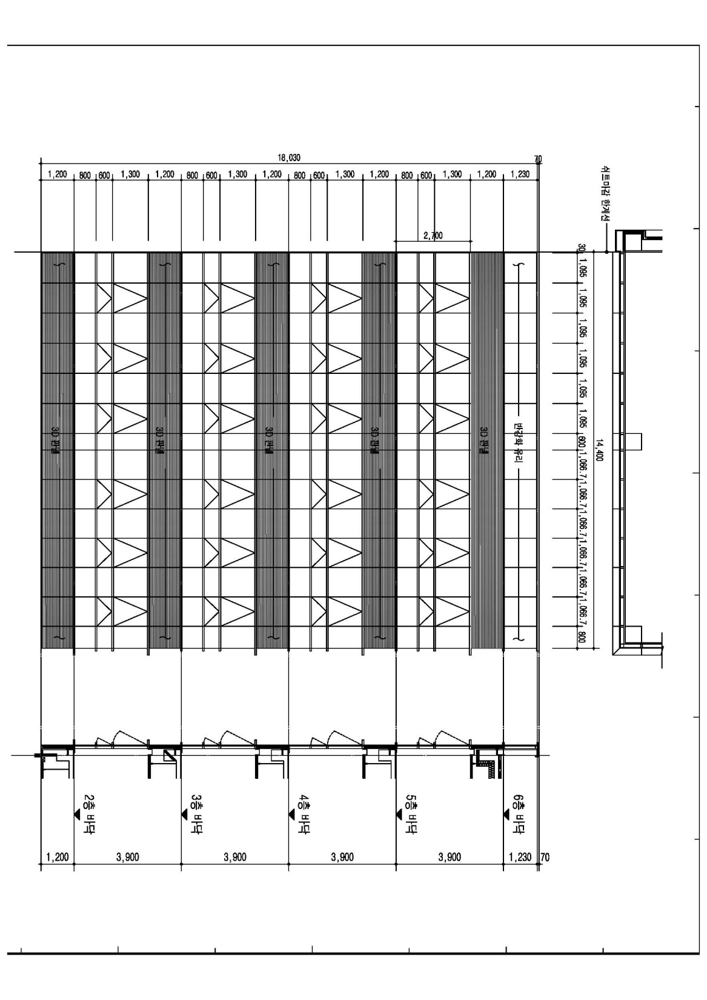 18,030
70
1,200 800 600 1,300 1,200 800 600 1,300 1,200 800 600 1,300 1,200 800 600 1,300 1,200 1,230
2,700
쉬트마감 한계선
30 1,095 1,095 1,095 1,095 1,095 1,095 600 1,066.7 1,066.7 1,066.7 1,066.7 1,066.7 1,066.7 800
14,400
3D 판넬
3D 판넬
3D 판넬
3D 판넬
3D 판넬
반강화 유리
2층 바닥
3층 바닥
4층 바닥
5층 바닥
6층 바닥
1,200 3,900 3,900 3,900 3,900 1,230 70